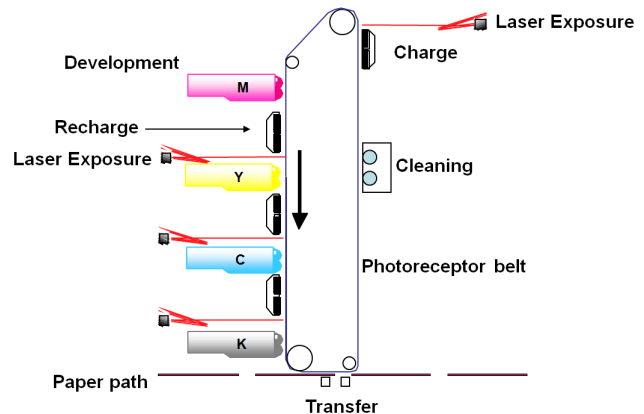 Laser Exposure
Charge
Development
M
Recharge
Laser Exposure
Cleaning
Y
C
Photoreceptor belt
K
Paper path
Transfer